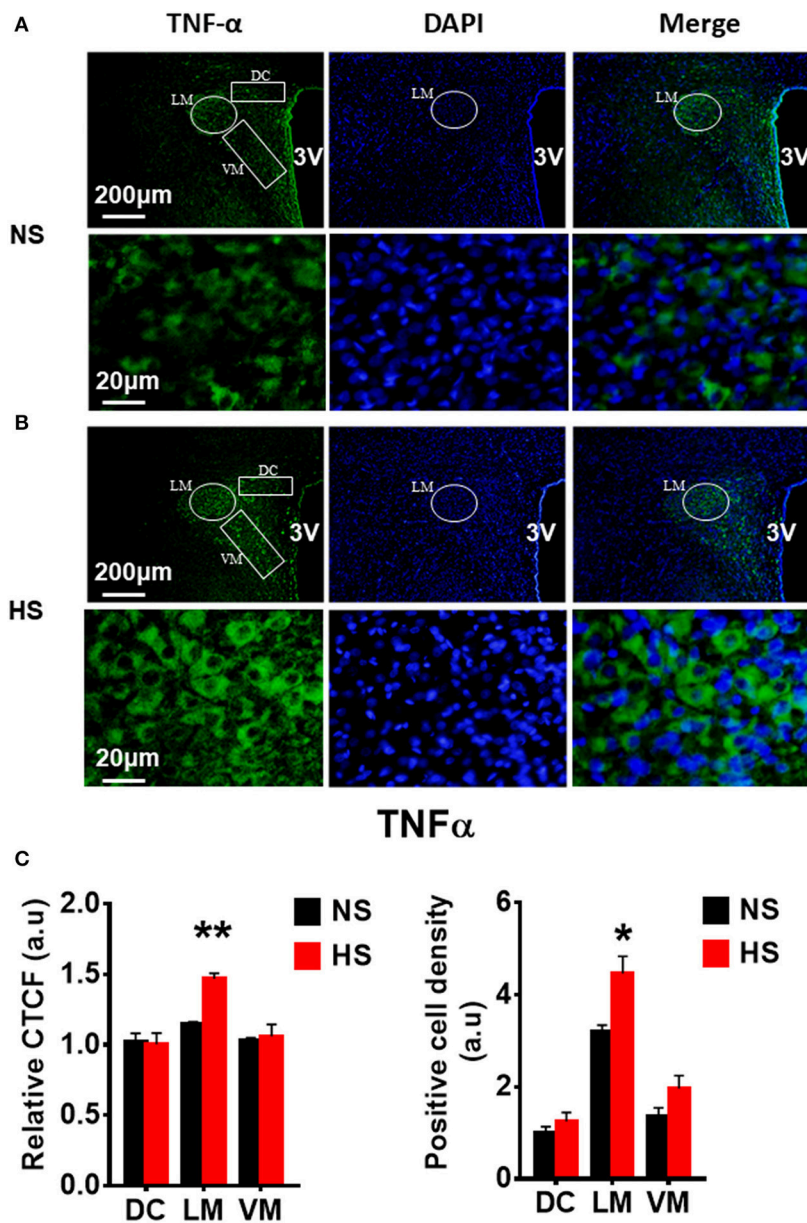 A
TNF-α DAPI Merge
DC
LM
VM
3V
200μm
LM
3V
LM
3V
NS
20μm
B
DC
LM
VM
3V
200μm
LM
3V
LM
3V
HS
20μm
TNFα
C
Relative CTCF (a.u)
2.0
1.5
1.0
0.5
0.0
**
NS
HS
DC LM VM
Positive cell density
(a.u)
6
4
2
0
*
NS
HS
DC LM VM